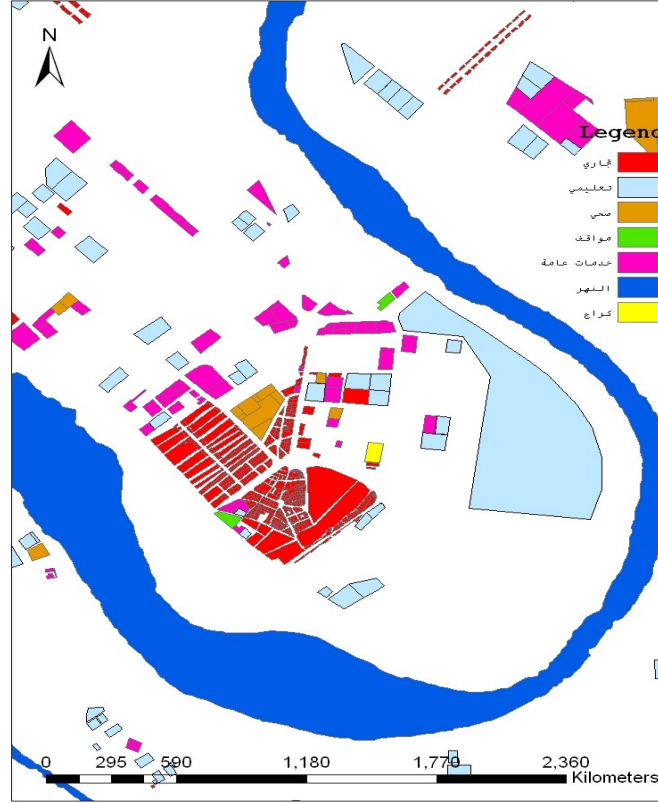 N
Legend
تجاري
تعليمي
صحي
مواقف
خدمات عامة
النهر
كراج
0 295 590 1,180 1,770 2,360
Kilometers